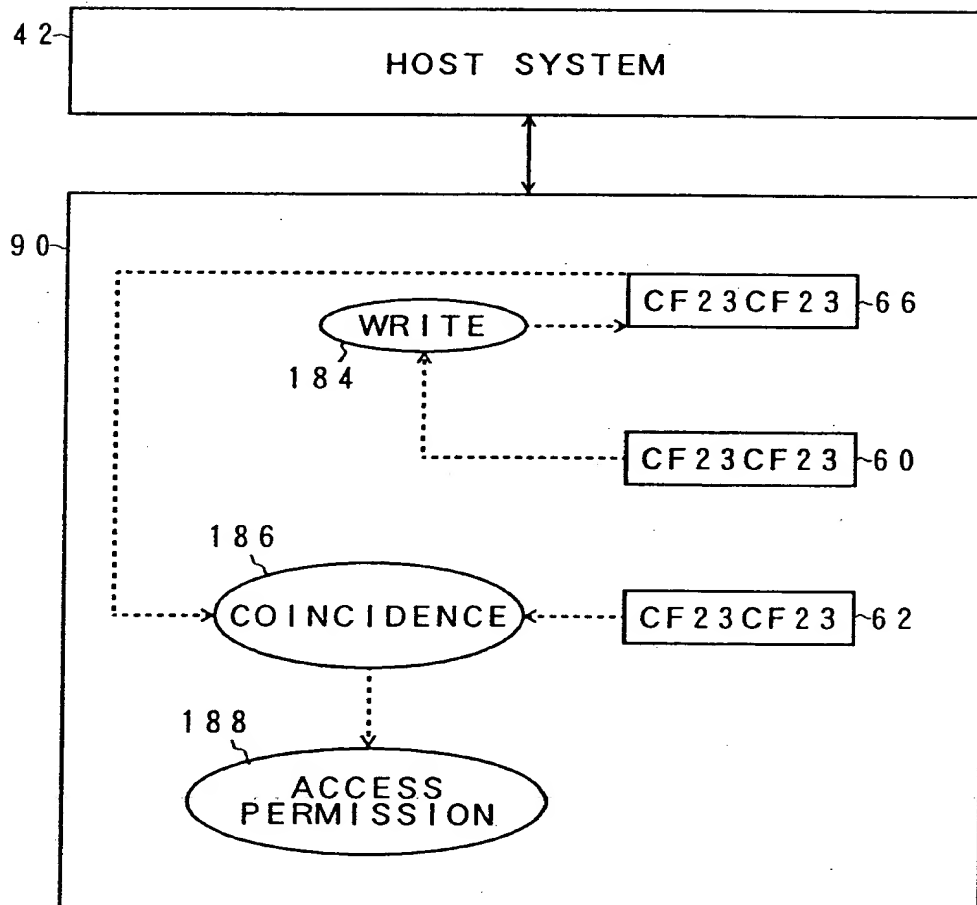 42
HOST SYSTEM
90
CF23CF23
66
WRITE
184
CF23CF23
60
186
COINCIDENCE
CF23CF23
62
188
ACCESS
PERMISSION